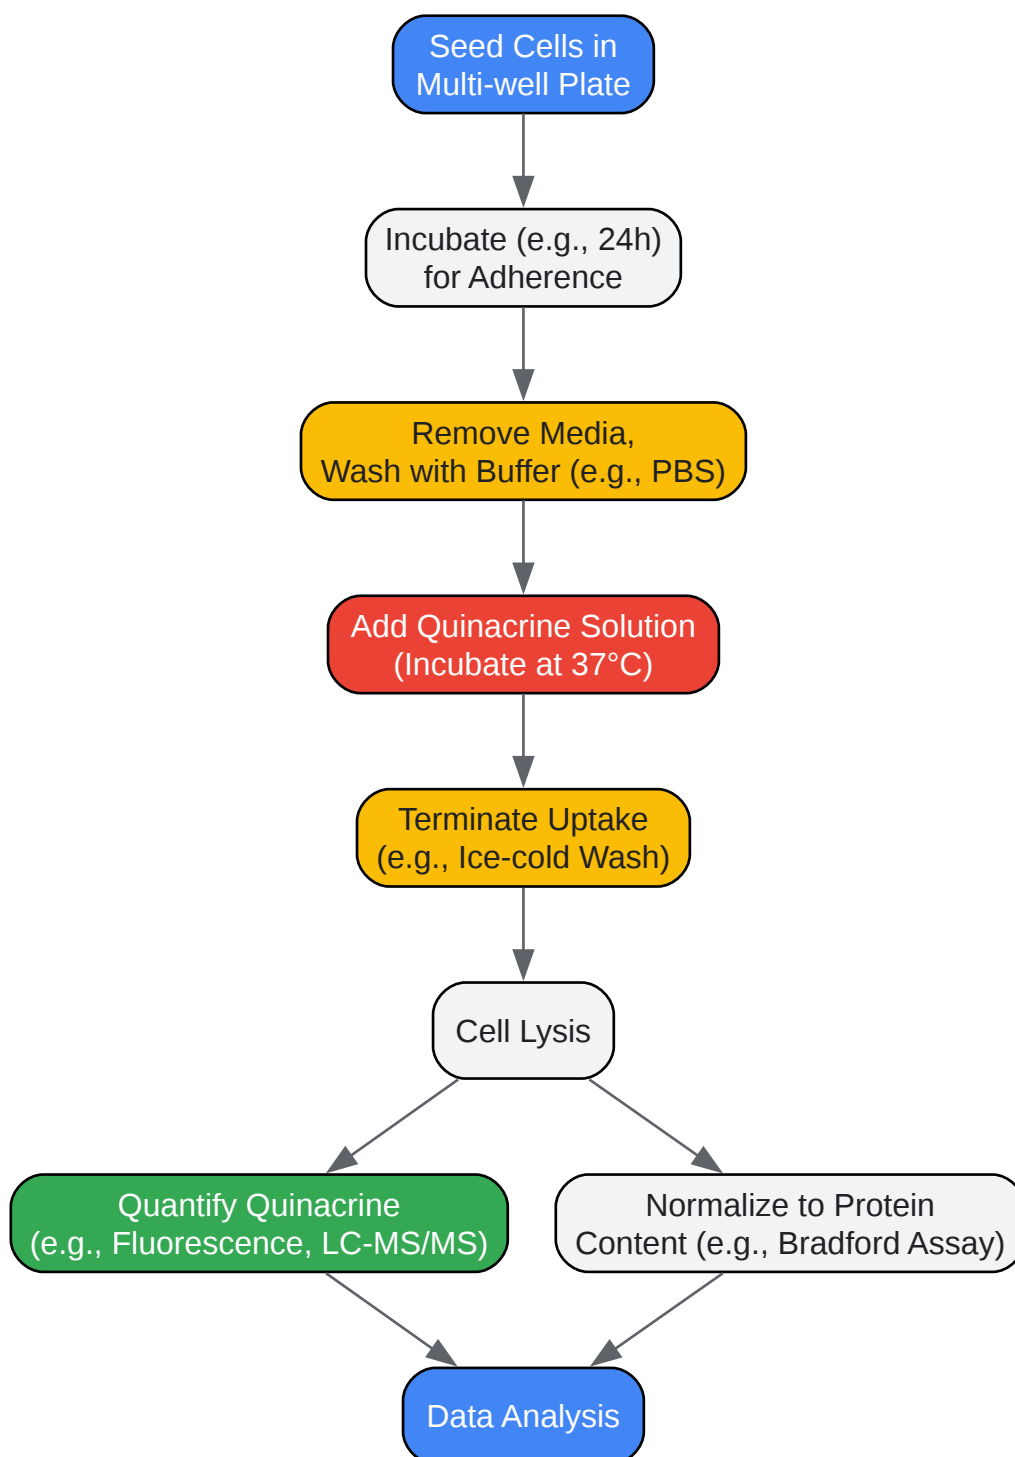 Seed Cells in
Multi-well Plate
Incubate (e.g., 24h)
for Adherence
Remove Media,
Wash with Buffer (e.g., PBS)
Add Quinacrine Solution
(Incubate at 37°C)
Terminate Uptake
(e.g., Ice-cold Wash)
Cell Lysis
Quantify Quinacrine
(e.g., Fluorescence, LC-MS/MS)
Normalize to Protein
Content (e.g., Bradford Assay)
Data Analysis